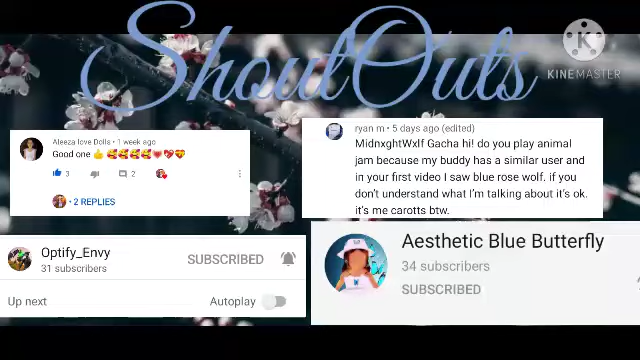 ShoutOuts
KINEMASTER
Aleeza love Dolls • 1 week ago
Good one 👍 🥰🥰🥰🥰💗💖💝
3
2
• 2 REPLIES
ryan m • 5 days ago (edited)
MidnxghtWxlf Gacha hi! do you play animal
jam because my buddy has a similar user and
in your first video I saw blue rose wolf. if you
don't understand what I'm talking about it's ok.
it's me carotts btw.
Optify_Envy
31 subscribers
SUBSCRIBED
Up next
Autoplay
Aesthetic Blue Butterfly
34 subscribers
SUBSCRIBED